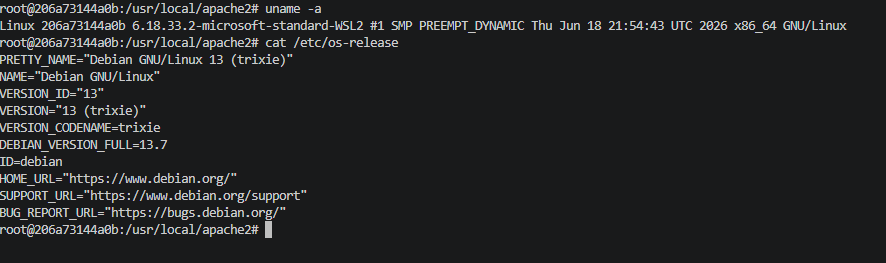 root@206a73144a0b:/usr/local/apache2# uname -a
Linux 206a73144a0b 6.18.33.2-microsoft-standard-WSL2 #1 SMP PREEMPT_DYNAMIC Thu Jun 18 21:54:43 UTC 2026 x86_64 GNU/Linux
root@206a73144a0b:/usr/local/apache2# cat /etc/os-release
PRETTY_NAME="Debian GNU/Linux 13 (trixie)"
NAME="Debian GNU/Linux"
VERSION_ID="13"
VERSION="13 (trixie)"
VERSION_CODENAME=trixie
DEBIAN_VERSION_FULL=13.7
ID=debian
HOME_URL="https://www.debian.org/"
SUPPORT_URL="https://www.debian.org/support"
BUG_REPORT_URL="https://bugs.debian.org/"
root@206a73144a0b:/usr/local/apache2#